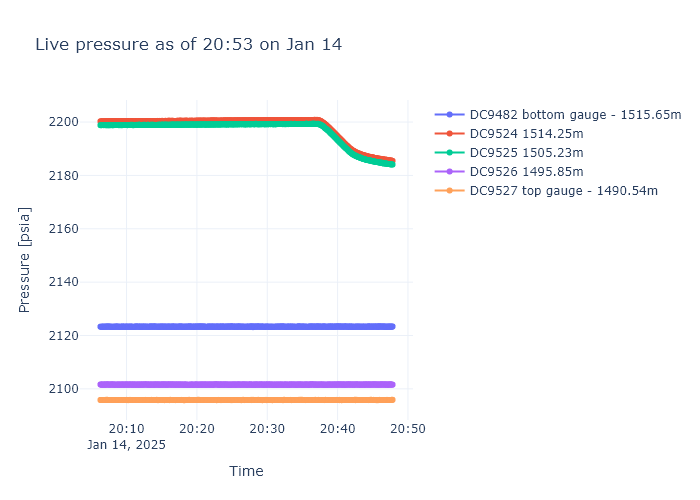 Live pressure as of 20:53 on Jan 14
DC9482 bottom gauge - 1515.65m
DC9524 1514.25m
DC9525 1505.23m
DC9526 1495.85m
DC9527 top gauge - 1490.54m
Pressure [psia]
2200
2180
2160
2140
2120
2100
20:10 20:20 20:30 20:40 20:50
Jan 14, 2025
Time